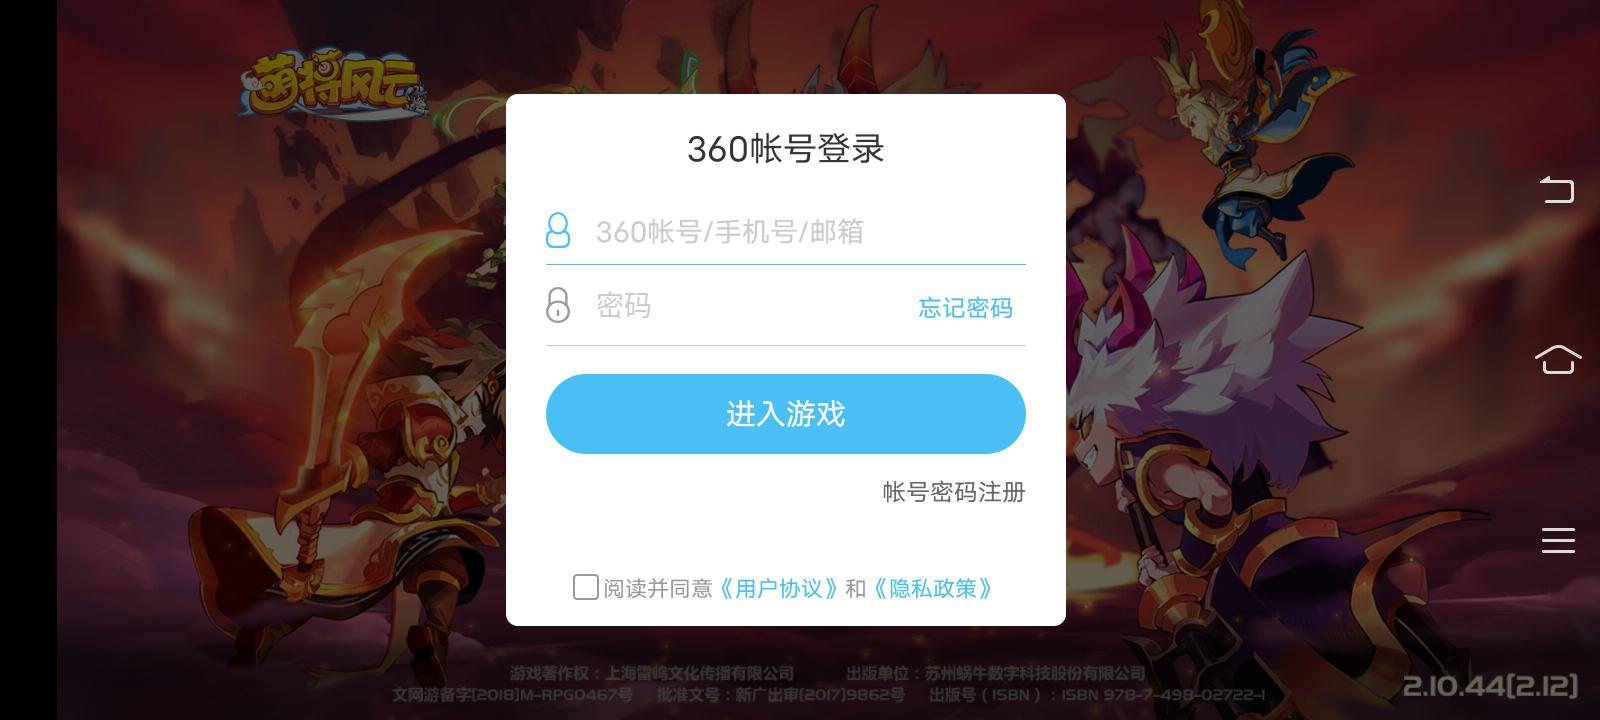 萌将风云
360帐号登录
360帐号/手机号/邮箱
密码 忘记密码
进入游戏
帐号密码注册
阅读并同意《用户协议》和《隐私政策》
游戏著作权：上海雷鸣文化传播有限公司 出版单位：苏州蜗牛数字科技股份有限公司
文网游备字[2018]M-RPG0467号 批准文号：新广出审[2017]9862号 出版号（ISBN）：ISBN 978-7-498-02722-1
2.10.44[2.12]